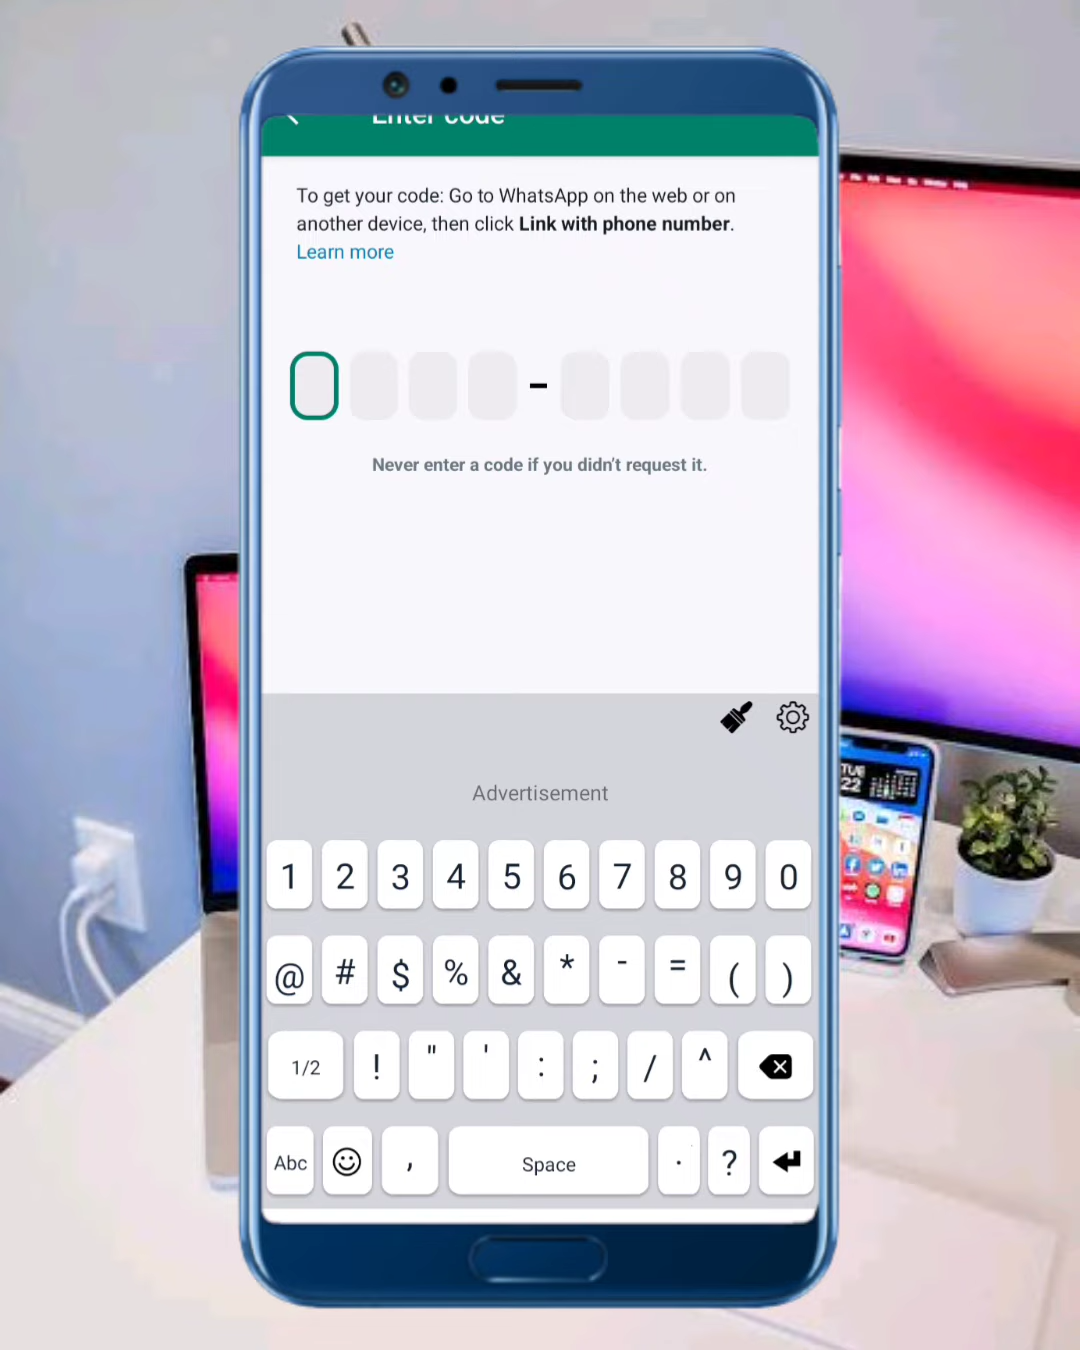 Enter code
To get your code: Go to WhatsApp on the web or on
another device, then click Link with phone number.
Learn more
–
Never enter a code if you didn't request it.
Advertisement
1 2 3 4 5 6 7 8 9 0
@ # $ % & * - = ( )
1/2 ! " ' : ; / ^
Abc , Space . ?
TUE
22